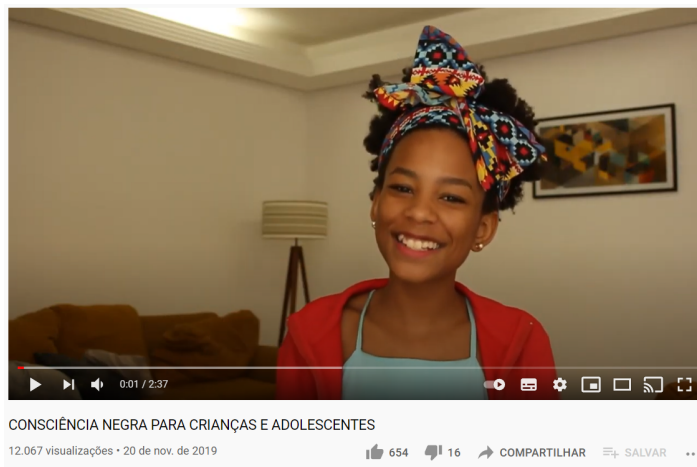 0:01 / 2:37
CONSCIÊNCIA NEGRA PARA CRIANÇAS E ADOLESCENTES
12.067 visualizações • 20 de nov. de 2019 654 16 COMPARTILHAR SALVAR